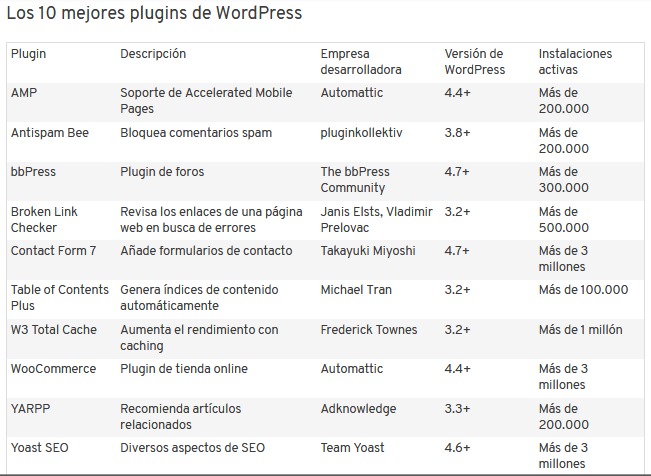 Los 10 mejores plugins de WordPress
Plugin Descripción Empresa desarrolladora Versión de WordPress Instalaciones activas
AMP Soporte de Accelerated Mobile Pages Automattic 4.4+ Más de 200.000
Antispam Bee Bloquea comentarios spam pluginkollektiv 3.8+ Más de 200.000
bbPress Plugin de foros The bbPress Community 4.7+ Más de 300.000
Broken Link Checker Revisa los enlaces de una página web en busca de errores Janis Elsts, Vladimir Prelovac 3.2+ Más de 500.000
Contact Form 7 Añade formularios de contacto Takayuki Miyoshi 4.7+ Más de 3 millones
Table of Contents Plus Genera índices de contenido automáticamente Michael Tran 3.2+ Más de 100.000
W3 Total Cache Aumenta el rendimiento con caching Frederick Townes 3.2+ Más de 1 millón
WooCommerce Plugin de tienda online Automattic 4.4+ Más de 3 millones
YARPP Recomienda artículos relacionados Adknowledge 3.3+ Más de 200.000
Yoast SEO Diversos aspectos de SEO Team Yoast 4.6+ Más de 3 millones